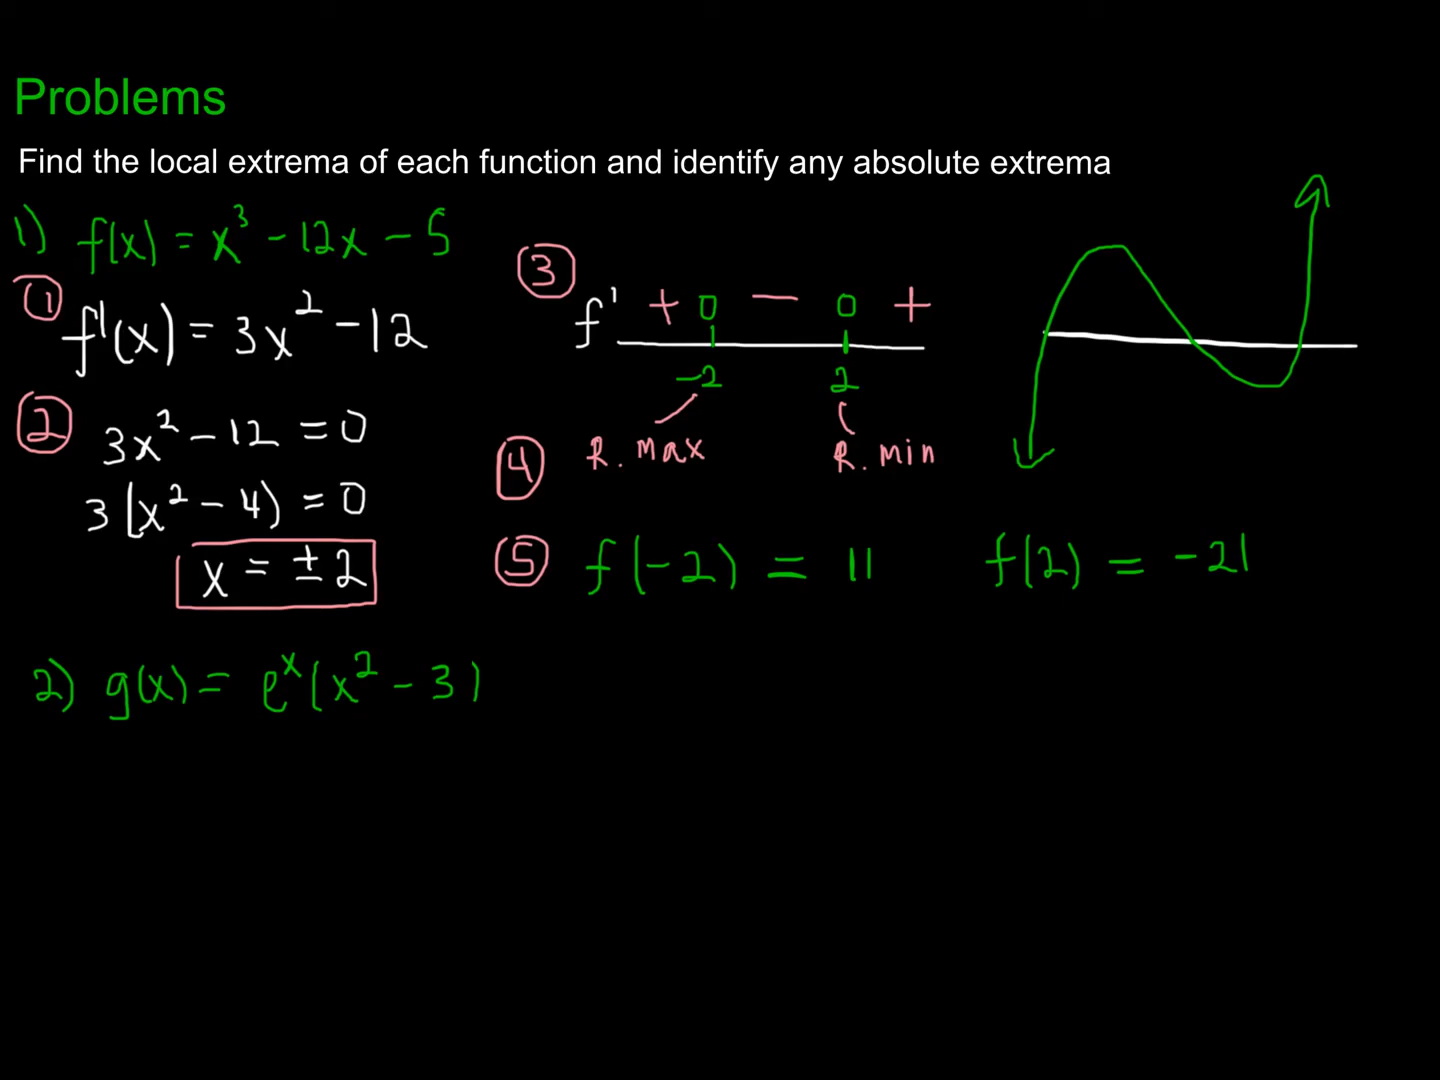 Problems
Find the local extrema of each function and identify any absolute extrema
1) f(x) = x³ - 12x - 5
① f'(x) = 3x² - 12
② 3x² - 12 = 0
3(x² - 4) = 0
x = ± 2
③ f' + 0 - 0 +
-2 2
④ R. max R. min
⑤ f(-2) = 11 f(2) = -21
2) g(x) = eˣ(x² - 3)